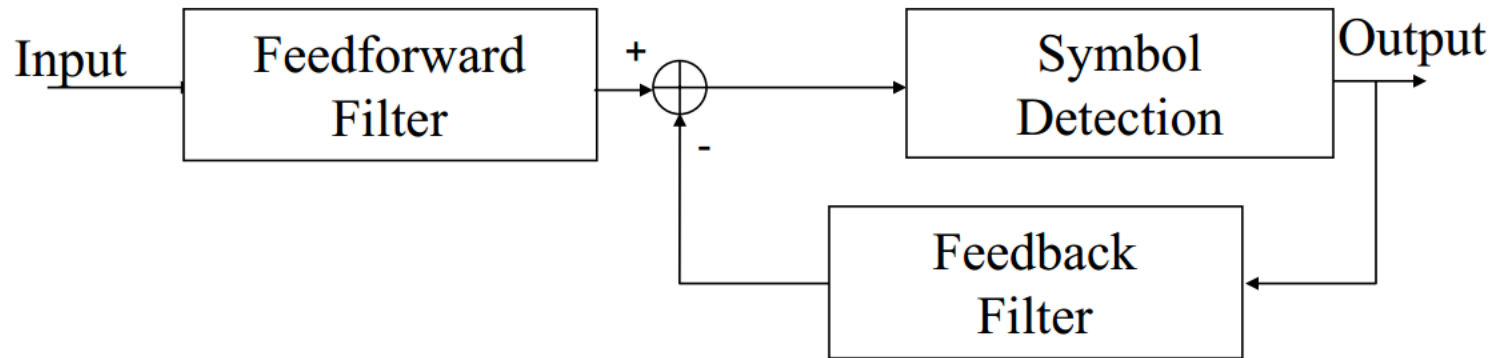 Input
Feedforward
Filter
+
-
Symbol
Detection
Output
Feedback
Filter